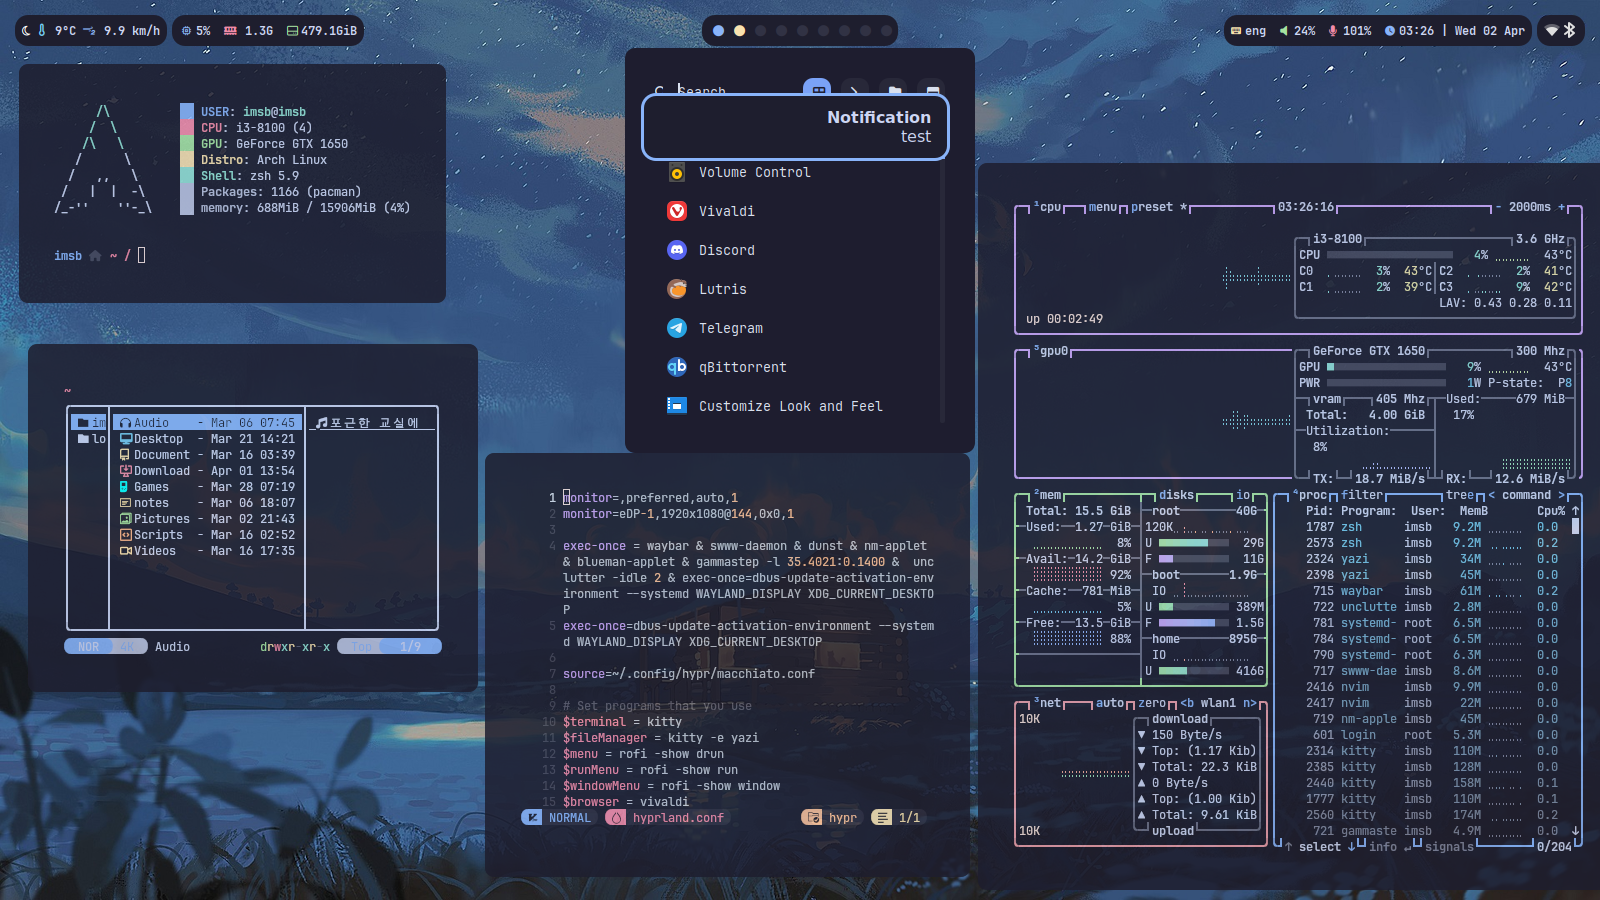 9°C 9.9 km/h
5% 1.3G 479.1GiB
eng 24% 101% 03:26 | Wed 02 Apr
USER: imsb@imsb
CPU: i3-8100 (4)
GPU: GeForce GTX 1650
Distro: Arch Linux
Shell: zsh 5.9
Packages: 1166 (pacman)
memory: 688MiB / 15906MiB (4%)
imsb ~ /
Search
Notification
test
Volume Control
Vivaldi
Discord
Lutris
Telegram
qBittorrent
Customize Look and Feel
~
im
lo
Audio - Mar 06 07:45
Desktop - Mar 21 14:21
Document - Mar 16 03:39
Download - Apr 01 13:54
Games - Mar 28 07:19
notes - Mar 06 18:07
Pictures - Mar 02 21:43
Scripts - Mar 16 02:52
Videos - Mar 16 17:35
포근한 교실에
NOR 4K Audio drwxr-xr-x Top 1/9
1 monitor=,preferred,auto,1
2 monitor=eDP-1,1920x1080@144,0x0,1
3
4 exec-once = waybar & swww-daemon & dunst & nm-applet
& blueman-applet & gammastep -l 35.4021:0.1400 & unc
lutter -idle 2 & exec-once=dbus-update-activation-env
ironment --systemd WAYLAND_DISPLAY XDG_CURRENT_DESKTO
P
5 exec-once=dbus-update-activation-environment --system
d WAYLAND_DISPLAY XDG_CURRENT_DESKTOP
6
7 source=~/.config/hypr/macchiato.conf
8
9 # Set programs that you use
10 $terminal = kitty
11 $fileManager = kitty -e yazi
12 $menu = rofi -show drun
13 $runMenu = rofi -show run
14 $windowMenu = rofi -show window
15 $browser = vivaldi
NORMAL hyprland.conf hypr 1/1
¹cpu menu preset * 03:26:16 - 2000ms +
i3-8100 3.6 GHz
CPU 4% 43°C
C0 3% 43°C C2 2% 41°C
C1 2% 39°C C3 9% 42°C
LAV: 0.43 0.28 0.11
up 00:02:49
⁵gpu0 GeForce GTX 1650 300 Mhz
GPU 9% 43°C
PWR 1W P-state: P8
vram 405 Mhz Used: 679 MiB
Total: 4.00 GiB 17%
Utilization:
8%
TX: 18.7 MiB/s RX: 12.6 MiB/s
²mem disks io
Total: 15.5 GiB root 40G
Used: 1.27 GiB 120K
8% U 29G
Avail: 14.2 GiB F 11G
92% boot 1.9G
Cache: 781 MiB IO
5% U 389M
Free: 13.5 GiB F 1.5G
88% home 895G
IO
U 416G
³net auto zero <b wlan1 n>
10K download
▼ 150 Byte/s
▼ Top: (1.17 Kib)
▼ Total: 22.3 KiB
▲ 0 Byte/s
▲ Top: (1.00 Kib)
▲ Total: 9.61 KiB
10K upload
⁴proc filter tree < command >
Pid: Program: User: MemB Cpu% ↑
1787 zsh imsb 9.2M 0.0
2573 zsh imsb 9.2M 0.2
2324 yazi imsb 34M 0.0
2398 yazi imsb 45M 0.0
715 waybar imsb 61M 0.2
722 unclutte imsb 2.8M 0.0
781 systemd- root 6.5M 0.0
784 systemd- root 6.5M 0.0
790 systemd- root 6.3M 0.0
717 swww-dae imsb 8.6M 0.0
2416 nvim imsb 9.9M 0.0
2417 nvim imsb 22M 0.0
719 nm-apple imsb 45M 0.0
601 login root 5.3M 0.0
2314 kitty imsb 110M 0.0
2385 kitty imsb 128M 0.0
2440 kitty imsb 158M 0.1
1777 kitty imsb 110M 0.1
2560 kitty imsb 174M 0.2
721 gammaste imsb 4.9M 0.0 ↓
↑ select ↓ info ↵ signals 0/204